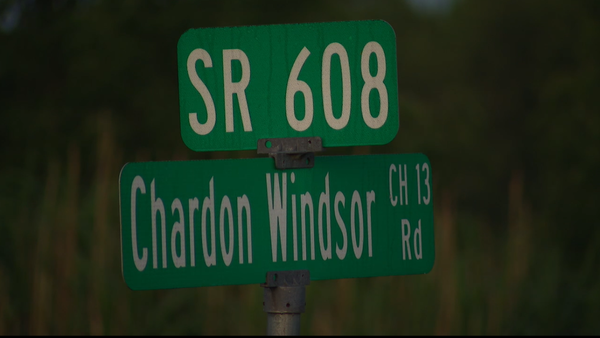 SR 608
Chardon Windsor CH 13
Rd